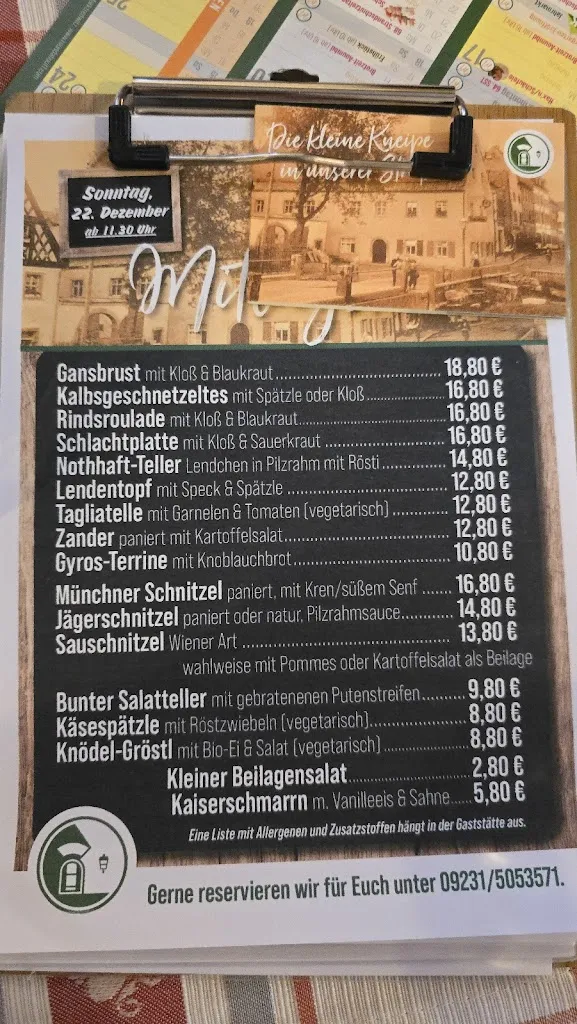 24
17
Die kleine Kneipe
in unserer
Sonntag,
22. Dezember
ab 11.30 Uhr
Gansbrust mit Kloß & Blaukraut........................................ 18,80 €
Kalbsgeschnetzeltes mit Spätzle oder Kloß................... 16,80 €
Rindsroulade mit Kloß & Blaukraut................................... 16,80 €
Schlachtplatte mit Kloß & Sauerkraut ............................. 16,80 €
Nothhaft-Teller Lendchen in Pilzrahm mit Rösti............... 14,80 €
Lendentopf mit Speck & Spätzle ........................................ 12,80 €
Tagliatelle mit Garnelen & Tomaten (vegetarisch)............. 12,80 €
Zander paniert mit Kartoffelsalat........................................ 12,80 €
Gyros-Terrine mit Knoblauchbrot....................................... 10,80 €
Münchner Schnitzel paniert, mit Kren/süßem Senf ....... 16,80 €
Jägerschnitzel paniert oder natur, Pilzrahmsauce............. 14,80 €
Sauschnitzel Wiener Art .................................................... 13,80 €
wahlweise mit Pommes oder Kartoffelsalat als Beilage
Bunter Salatteller mit gebratenenen Putenstreifen.......... 9,80 €
Käsespätzle mit Röstzwiebeln (vegetarisch)....................... 8,80 €
Knödel-Gröstl mit Bio-Ei & Salat (vegetarisch) .................... 8,80 €
Kleiner Beilagensalat............................ 2,80 €
Kaiserschmarrn m. Vanilleeis & Sahne..... 5,80 €
Eine Liste mit Allergenen und Zusatzstoffen hängt in der Gaststätte aus.
Gerne reservieren wir für Euch unter 09231/5053571.